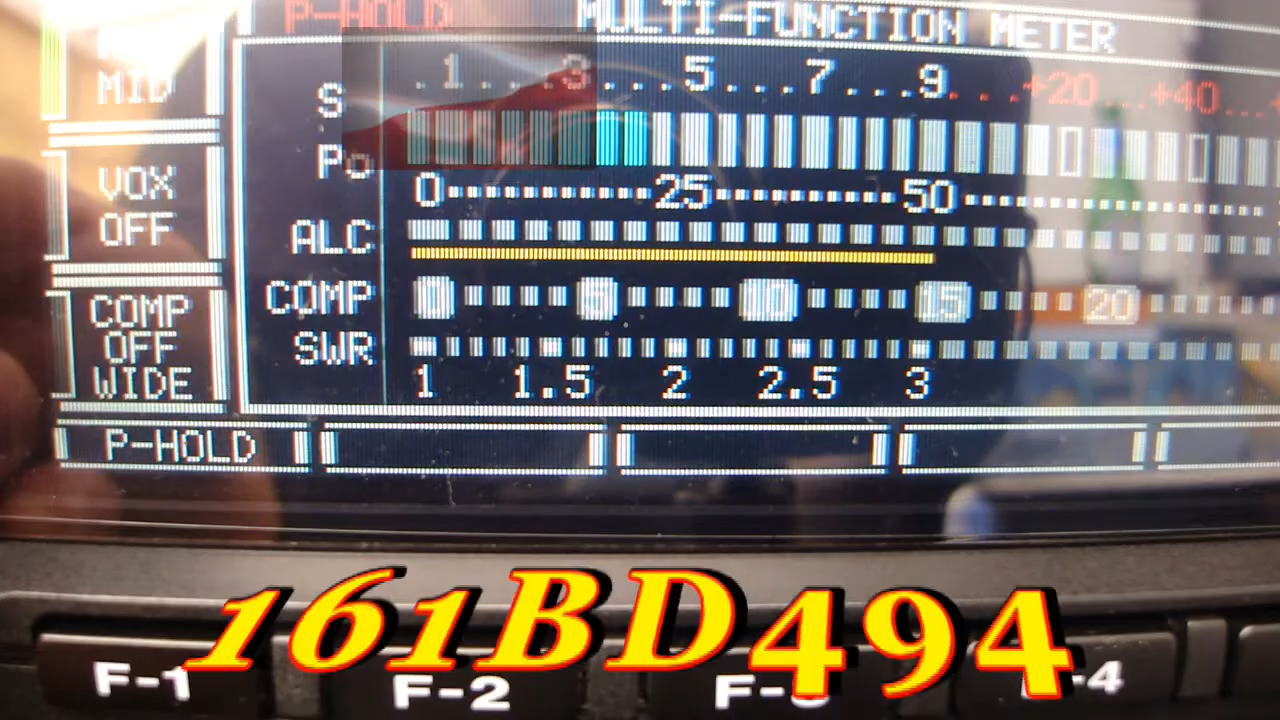 P-HOLD MULTI-FUNCTION METER
MID
S .1...3...5...7...9...+20..+40..
Po
0 25 50
VOX
OFF
ALC
COMP 0 5 10 15 20
COMP
OFF
WIDE
SWR
1 1.5 2 2.5 3
P-HOLD
161BD494
F-1 F-2 F-3 F-4